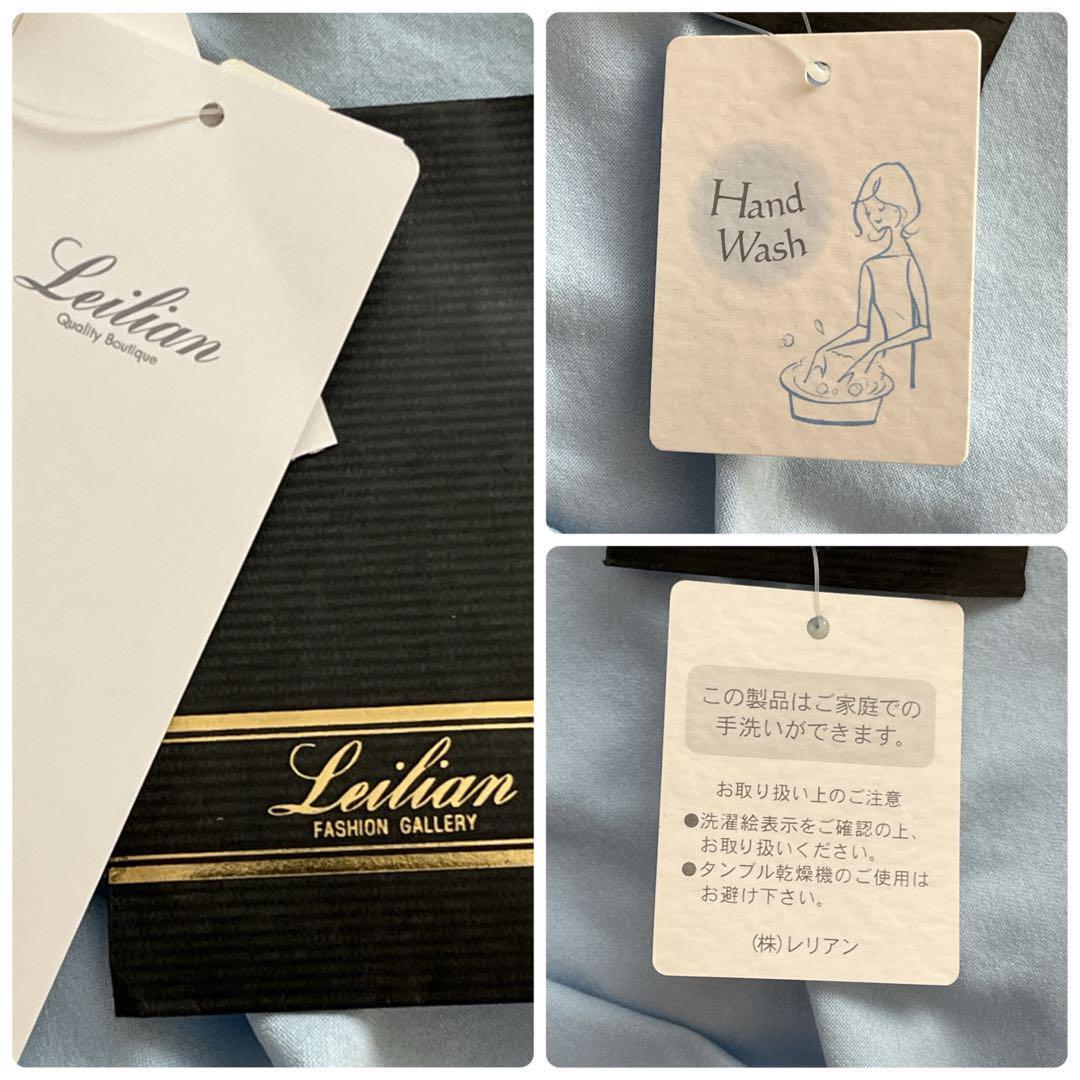 Leilian
Quality Boutique
Leilian
FASHION GALLERY
Hand
Wash
この製品はご家庭での
手洗いができます。
お取り扱い上のご注意
●洗濯絵表示をご確認の上、
お取り扱いください。
●タンブル乾燥機のご使用は
お避け下さい。
(株)レリアン